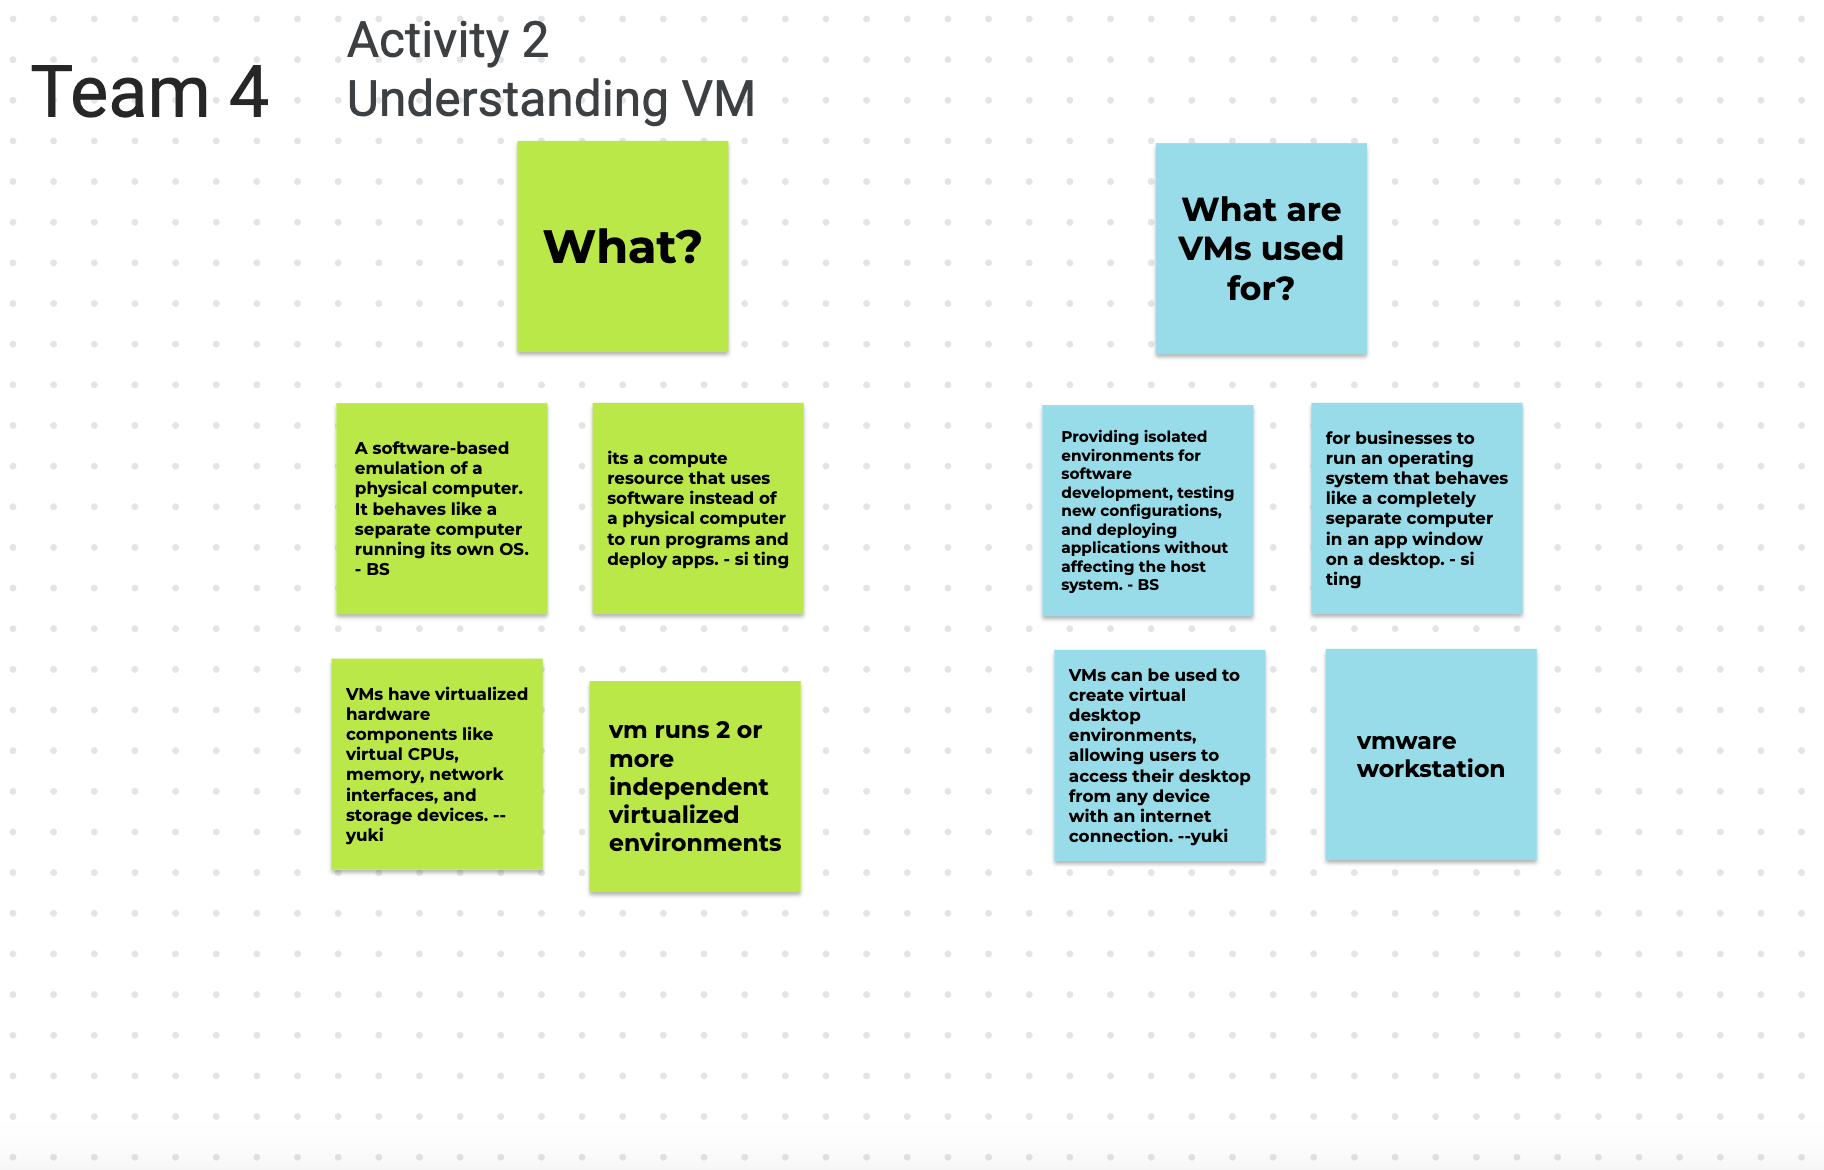 Team 4
Activity 2
Understanding VM
What?
A software-based
emulation of a
physical computer.
It behaves like a
separate computer
running its own OS.
- BS
its a compute
resource that uses
software instead of
a physical computer
to run programs and
deploy apps. - si ting
VMs have virtualized
hardware
components like
virtual CPUs,
memory, network
interfaces, and
storage devices. --
yuki
vm runs 2 or
more
independent
virtualized
environments
What are
VMs used
for?
Providing isolated
environments for
software
development, testing
new configurations,
and deploying
applications without
affecting the host
system. - BS
for businesses to
run an operating
system that behaves
like a completely
separate computer
in an app window
on a desktop. - si
ting
VMs can be used to
create virtual
desktop
environments,
allowing users to
access their desktop
from any device
with an internet
connection. --yuki
vmware
workstation